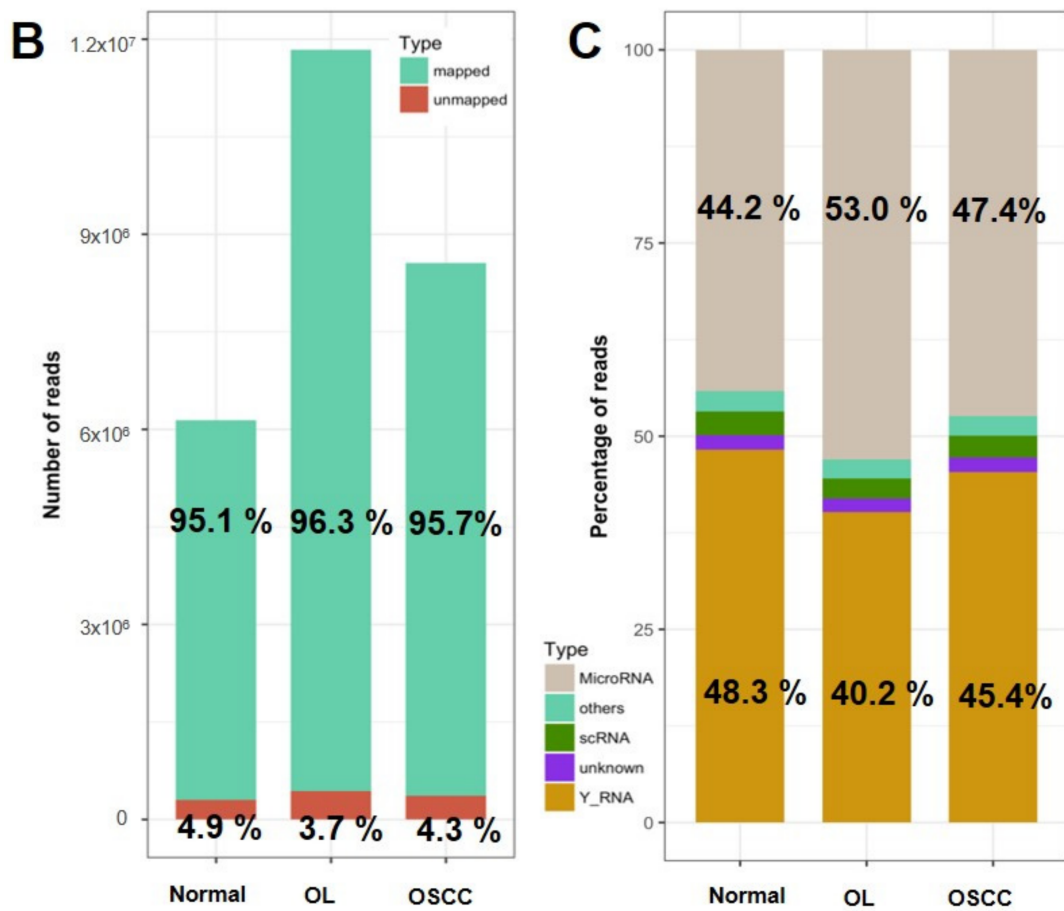 B
Number of reads
1.2x10⁷
9x10⁶
6x10⁶
3x10⁶
0
Type
mapped
unmapped
95.1 %
96.3 %
95.7%
4.9 %
3.7 %
4.3 %
Normal
OL
OSCC
C
Percentage of reads
100
75
50
25
0
44.2 %
53.0 %
47.4%
48.3 %
40.2 %
45.4%
Type
MicroRNA
others
scRNA
unknown
Y_RNA
Normal
OL
OSCC